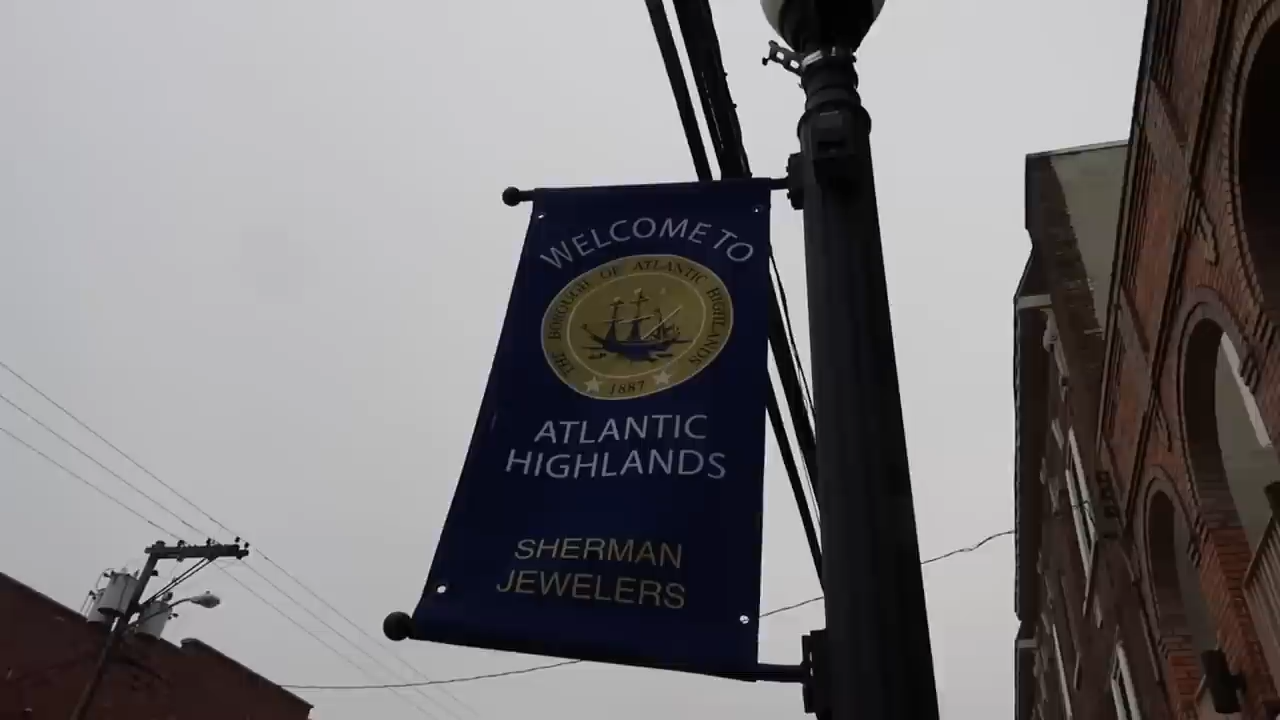 WELCOME TO
THE BOROUGH OF ATLANTIC HIGHLANDS
1887
ATLANTIC
HIGHLANDS
SHERMAN
JEWELERS